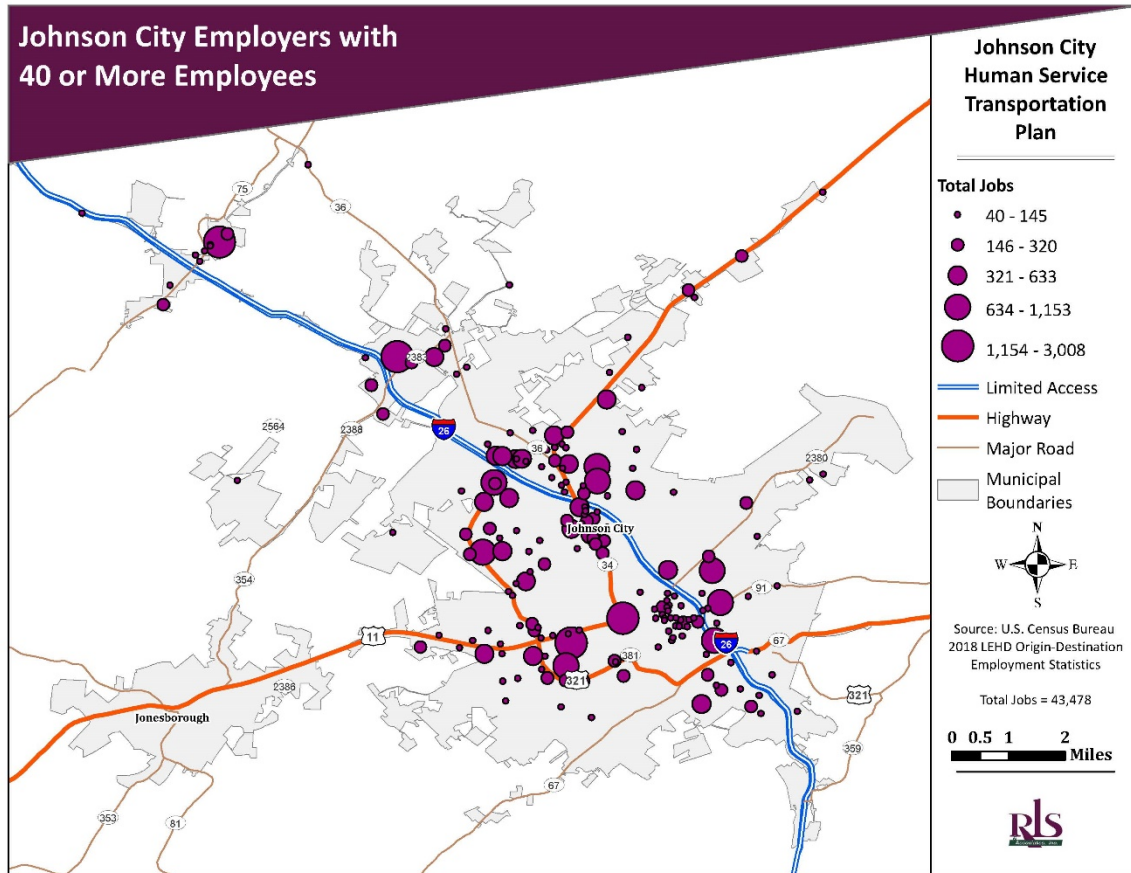 Johnson City Employers with
40 or More Employees
Johnson City
Human Service
Transportation
Plan
Total Jobs
40 - 145
146 - 320
321 - 633
634 - 1,153
1,154 - 3,008
Limited Access
Highway
Major Road
Municipal
Boundaries
N
W E
S
Source: U.S. Census Bureau
2018 LEHD Origin-Destination
Employment Statistics
Total Jobs = 43,478
0 0.5 1 2
Miles
RLS
75
36
2383
26
2564
2388
36
2380
Johnson City
34
354
91
11
26
67
381
321
321
2386
Jonesborough
359
67
353
81